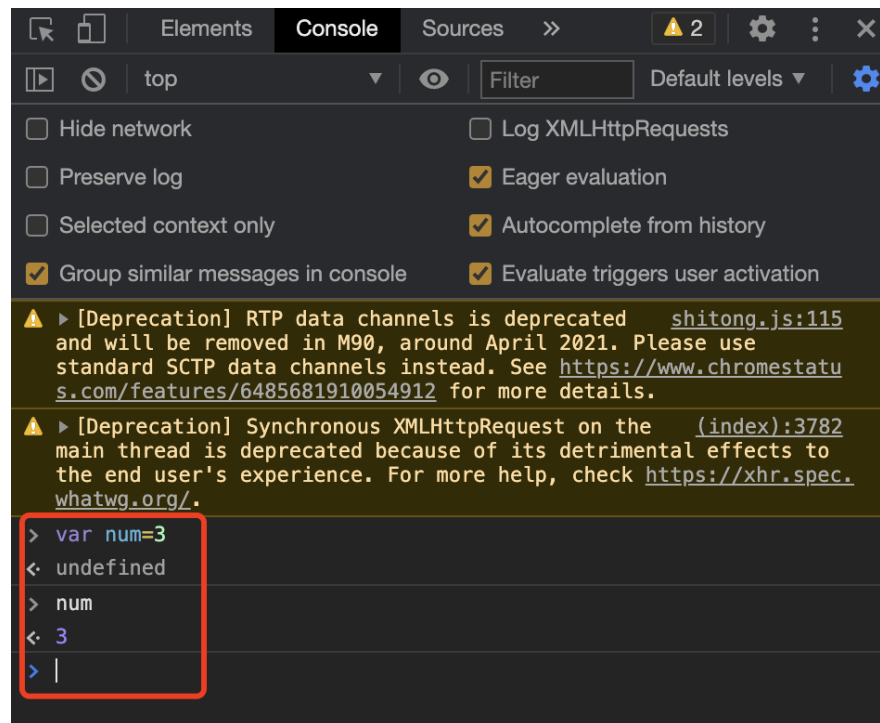 Elements Console Sources » 2
top ▼ Filter Default levels ▼
Hide network Log XMLHttpRequests
Preserve log Eager evaluation
Selected context only Autocomplete from history
Group similar messages in console Evaluate triggers user activation
▶ [Deprecation] RTP data channels is deprecated shitong.js:115
and will be removed in M90, around April 2021. Please use
standard SCTP data channels instead. See https://www.chromestatu
s.com/features/6485681910054912 for more details.
▶ [Deprecation] Synchronous XMLHttpRequest on the (index):3782
main thread is deprecated because of its detrimental effects to
the end user's experience. For more help, check https://xhr.spec.
whatwg.org/.
> var num=3
< undefined
> num
< 3
>